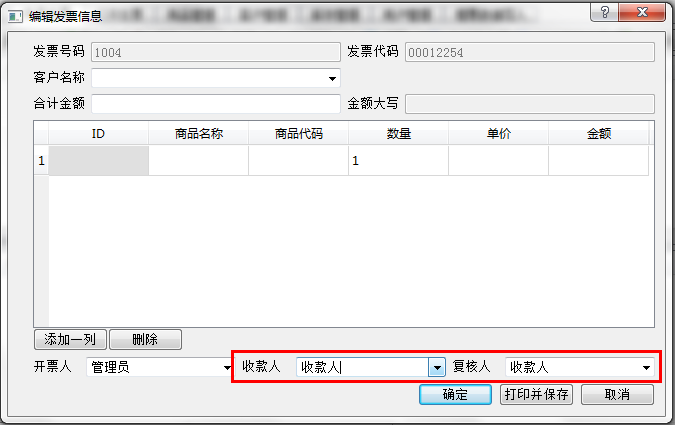 编辑发票信息
发票号码 1004 发票代码 00012254
客户名称
合计金额 金额大写
ID 商品名称 商品代码 数量 单价 金额
1 1
添加一列 删除
开票人 管理员 收款人 收款人 复核人 收款人
确定 打印并保存 取消